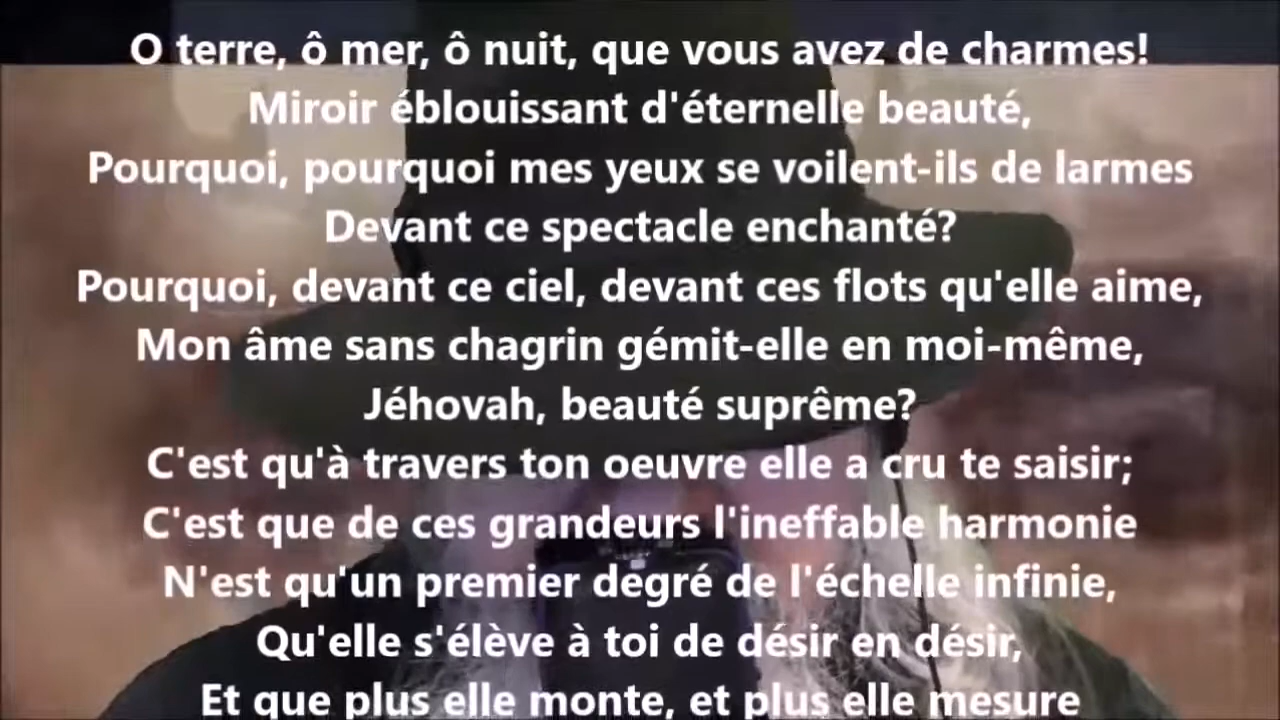 O terre, ô mer, ô nuit, que vous avez de charmes!
Miroir éblouissant d'éternelle beauté,
Pourquoi, pourquoi mes yeux se voilent-ils de larmes
Devant ce spectacle enchanté?
Pourquoi, devant ce ciel, devant ces flots qu'elle aime,
Mon âme sans chagrin gémit-elle en moi-même,
Jéhovah, beauté suprême?
C'est qu'à travers ton oeuvre elle a cru te saisir;
C'est que de ces grandeurs l'ineffable harmonie
N'est qu'un premier degré de l'échelle infinie,
Qu'elle s'élève à toi de désir en désir,
Et que plus elle monte, et plus elle mesure